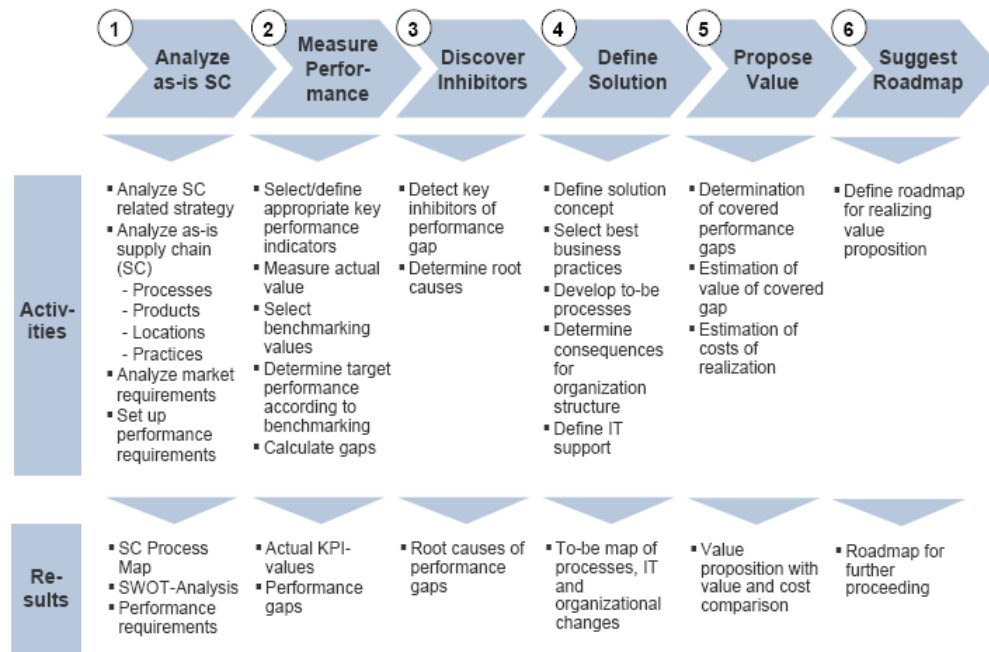 1
Analyze
as-is SC
2
Measure
Perfor-
mance
3
Discover
Inhibitors
4
Define
Solution
5
Propose
Value
6
Suggest
Roadmap
Activ-
ities
▪ Analyze SC
related strategy
▪ Analyze as-is
supply chain
(SC)
- Processes
- Products
- Locations
- Practices
▪ Analyze market
requirements
▪ Set up
performance
requirements
▪ Select/define
appropriate key
performance
indicators
▪ Measure actual
value
▪ Select
benchmarking
values
▪ Determine target
performance
according to
benchmarking
▪ Calculate gaps
▪ Detect key
inhibitors of
performance
gap
▪ Determine root
causes
▪ Define solution
concept
▪ Select best
business
practices
▪ Develop to-be
processes
▪ Determine
consequences
for
organization
structure
▪ Define IT
support
▪ Determination
of covered
performance
gaps
▪ Estimation of
value of covered
gap
▪ Estimation of
costs of
realization
▪ Define roadmap
for realizing
value
proposition
Re-
sults
▪ SC Process
Map
▪ SWOT-Analysis
▪ Performance
requirements
▪ Actual KPI-
values
▪ Performance
gaps
▪ Root causes of
performance
gaps
▪ To-be map of
processes, IT
and
organizational
changes
▪ Value
proposition with
value and cost
comparison
▪ Roadmap for
further
proceeding